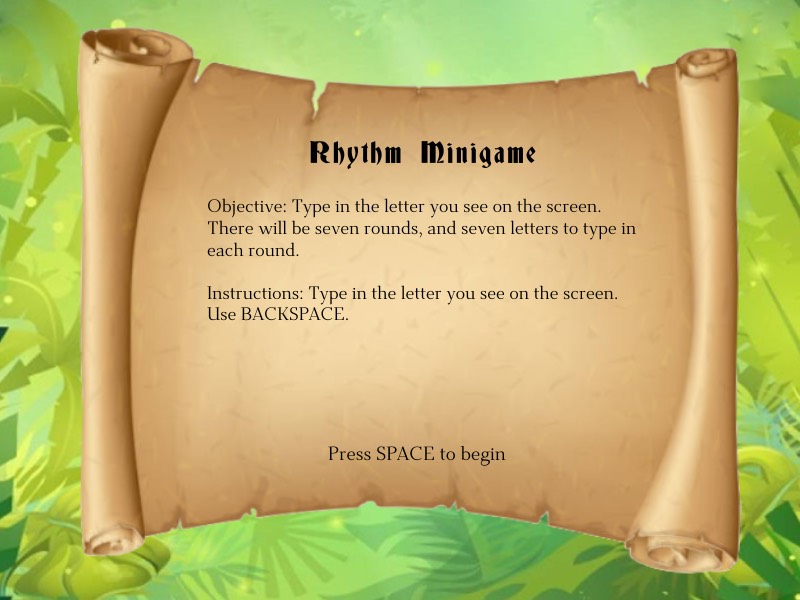 Rhythm Minigame
Objective: Type in the letter you see on the screen.
There will be seven rounds, and seven letters to type in
each round.
Instructions: Type in the letter you see on the screen.
Use BACKSPACE.
Press SPACE to begin